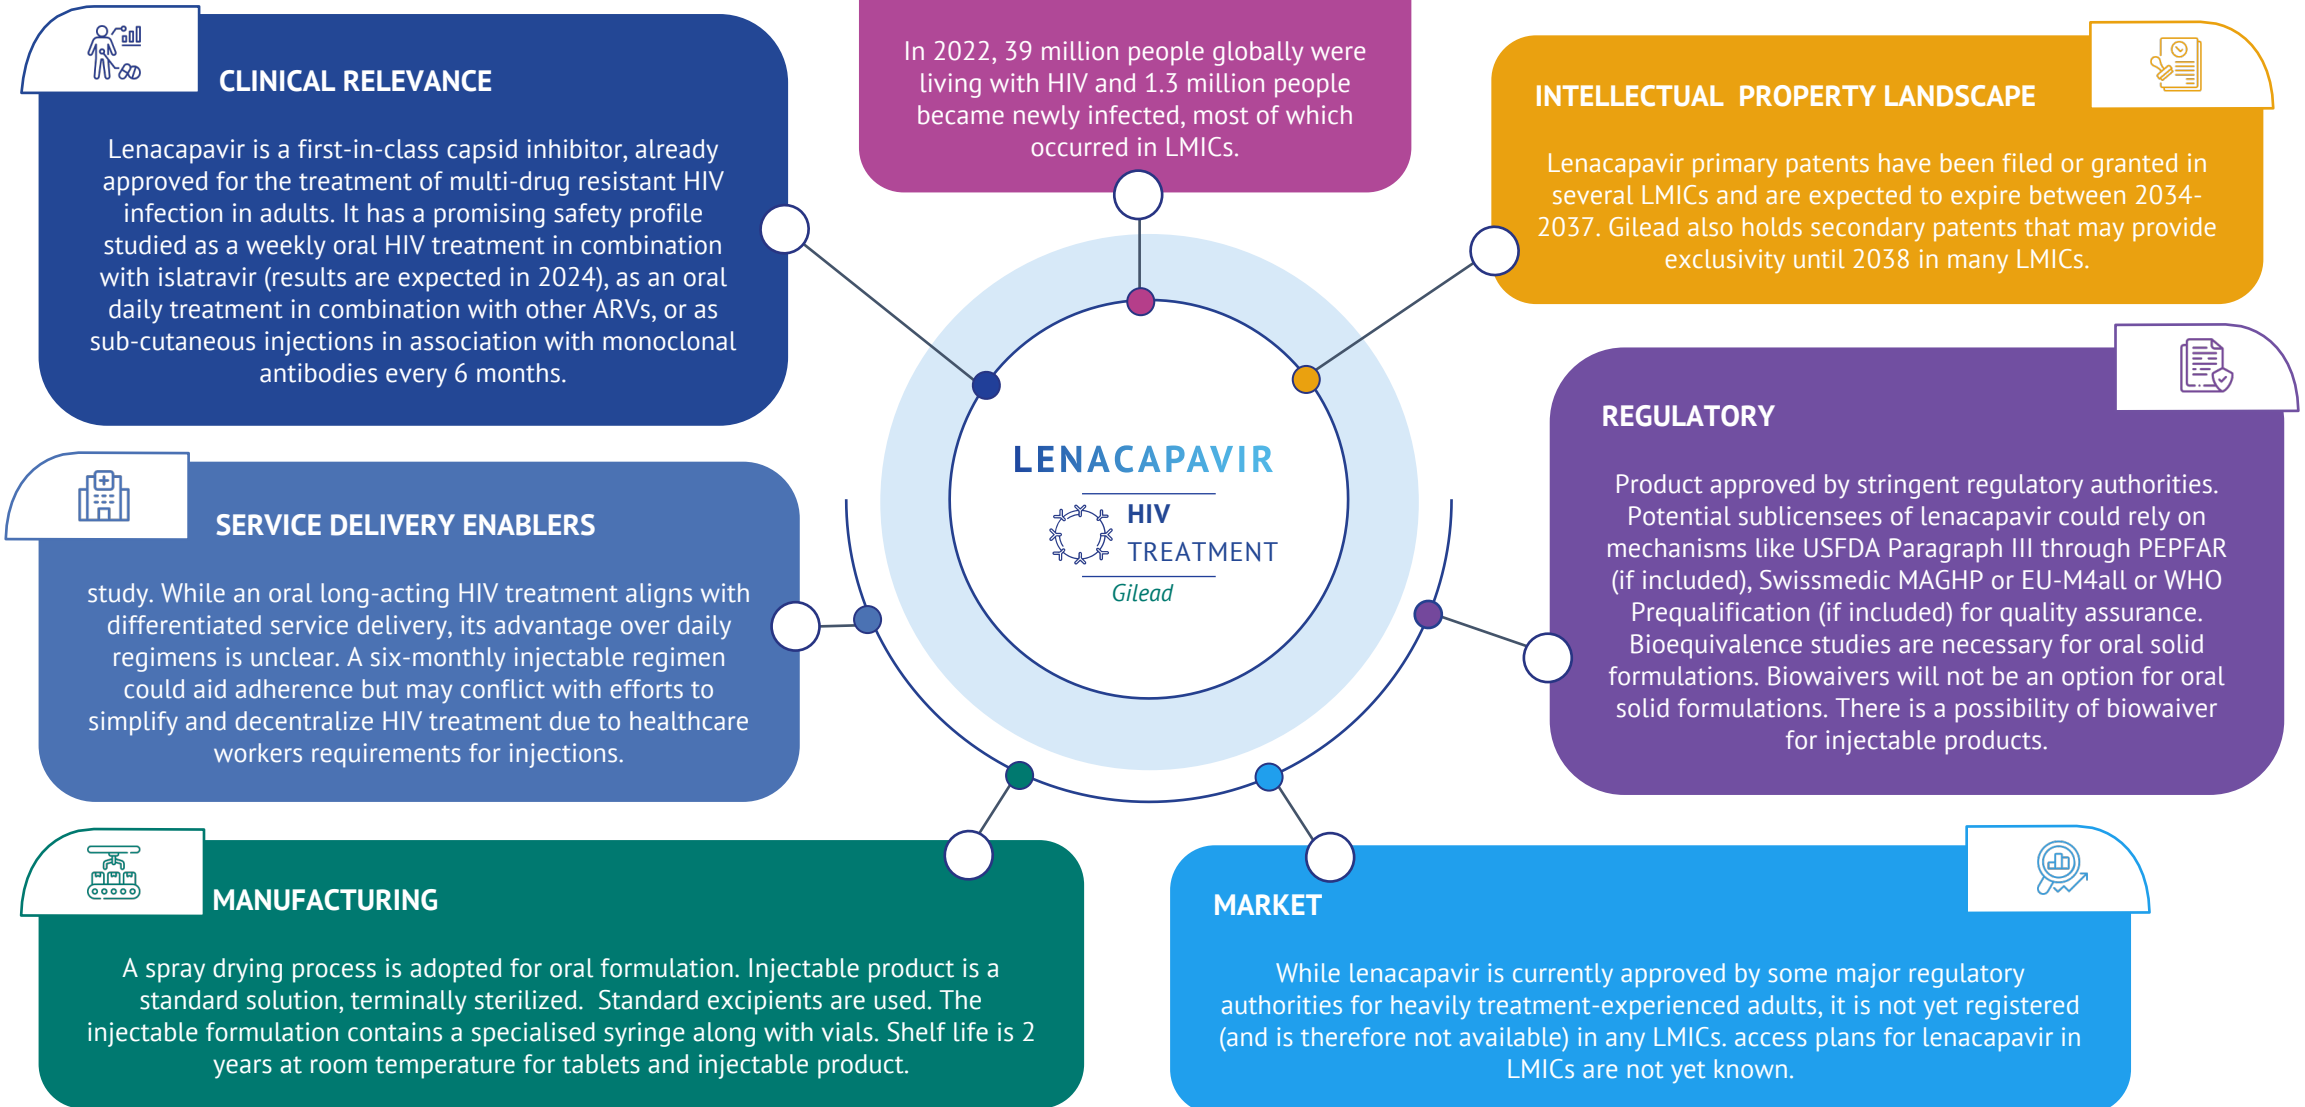 CLINICAL RELEVANCE
Lenacapavir is a first-in-class capsid inhibitor, already
approved for the treatment of multi-drug resistant HIV
infection in adults. It has a promising safety profile
studied as a weekly oral HIV treatment in combination
with islatravir (results are expected in 2024), as an oral
daily treatment in combination with other ARVs, or as
sub-cutaneous injections in association with monoclonal
antibodies every 6 months.
In 2022, 39 million people globally were
living with HIV and 1.3 million people
became newly infected, most of which
occurred in LMICs.
INTELLECTUAL PROPERTY LANDSCAPE
Lenacapavir primary patents have been filed or granted in
several LMICs and are expected to expire between 2034-
2037. Gilead also holds secondary patents that may provide
exclusivity until 2038 in many LMICs.
LENACAPAVIR
HIV
TREATMENT
Gilead
SERVICE DELIVERY ENABLERS
study. While an oral long-acting HIV treatment aligns with
differentiated service delivery, its advantage over daily
regimens is unclear. A six-monthly injectable regimen
could aid adherence but may conflict with efforts to
simplify and decentralize HIV treatment due to healthcare
workers requirements for injections.
REGULATORY
Product approved by stringent regulatory authorities.
Potential sublicensees of lenacapavir could rely on
mechanisms like USFDA Paragraph III through PEPFAR
(if included), Swissmedic MAGHP or EU-M4all or WHO
Prequalification (if included) for quality assurance.
Bioequivalence studies are necessary for oral solid
formulations. Biowaivers will not be an option for oral
solid formulations. There is a possibility of biowaiver
for injectable products.
MANUFACTURING
A spray drying process is adopted for oral formulation. Injectable product is a
standard solution, terminally sterilized. Standard excipients are used. The
injectable formulation contains a specialised syringe along with vials. Shelf life is 2
years at room temperature for tablets and injectable product.
MARKET
While lenacapavir is currently approved by some major regulatory
authorities for heavily treatment-experienced adults, it is not yet registered
(and is therefore not available) in any LMICs. access plans for lenacapavir in
LMICs are not yet known.